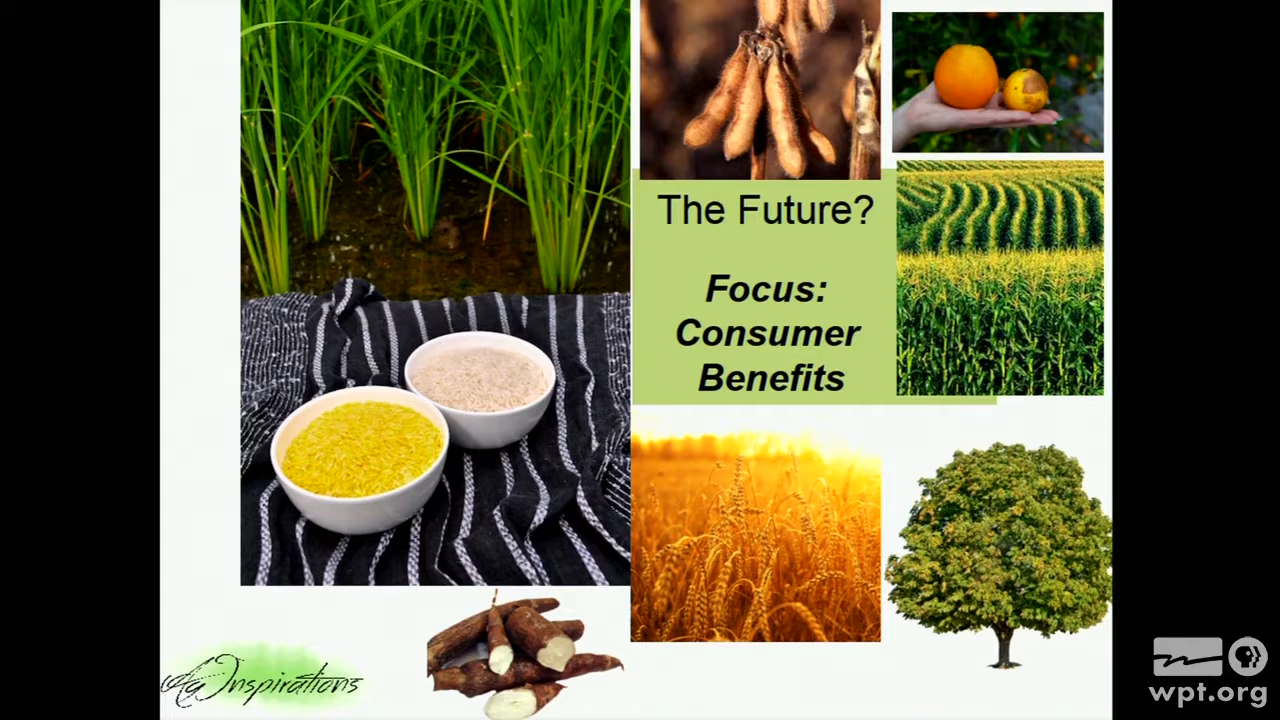 The Future?
Focus:
Consumer
Benefits
AgInspirations
wpt.org